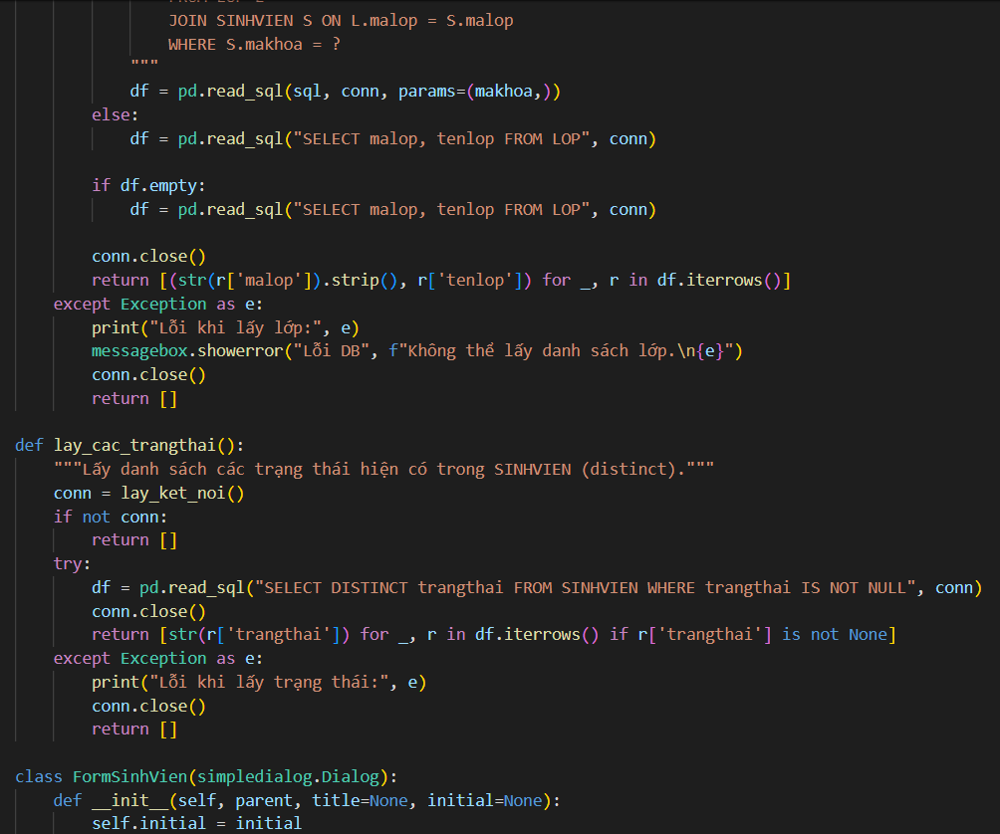 FROM LOP L
JOIN SINHVIEN S ON L.malop = S.malop
WHERE S.makhoa = ?
"""
df = pd.read_sql(sql, conn, params=(makhoa,))
else:
df = pd.read_sql("SELECT malop, tenlop FROM LOP", conn)
if df.empty:
df = pd.read_sql("SELECT malop, tenlop FROM LOP", conn)
conn.close()
return [(str(r['malop']).strip(), r['tenlop']) for _, r in df.iterrows()]
except Exception as e:
print("Lỗi khi lấy lớp:", e)
messagebox.showerror("Lỗi DB", f"Không thể lấy danh sách lớp.\n{e}")
conn.close()
return []
def lay_cac_trangthai():
"""Lấy danh sách các trạng thái hiện có trong SINHVIEN (distinct)."""
conn = lay_ket_noi()
if not conn:
return []
try:
df = pd.read_sql("SELECT DISTINCT trangthai FROM SINHVIEN WHERE trangthai IS NOT NULL", conn)
conn.close()
return [str(r['trangthai']) for _, r in df.iterrows() if r['trangthai'] is not None]
except Exception as e:
print("Lỗi khi lấy trạng thái:", e)
conn.close()
return []
class FormSinhVien(simpledialog.Dialog):
def __init__(self, parent, title=None, initial=None):
self.initial = initial